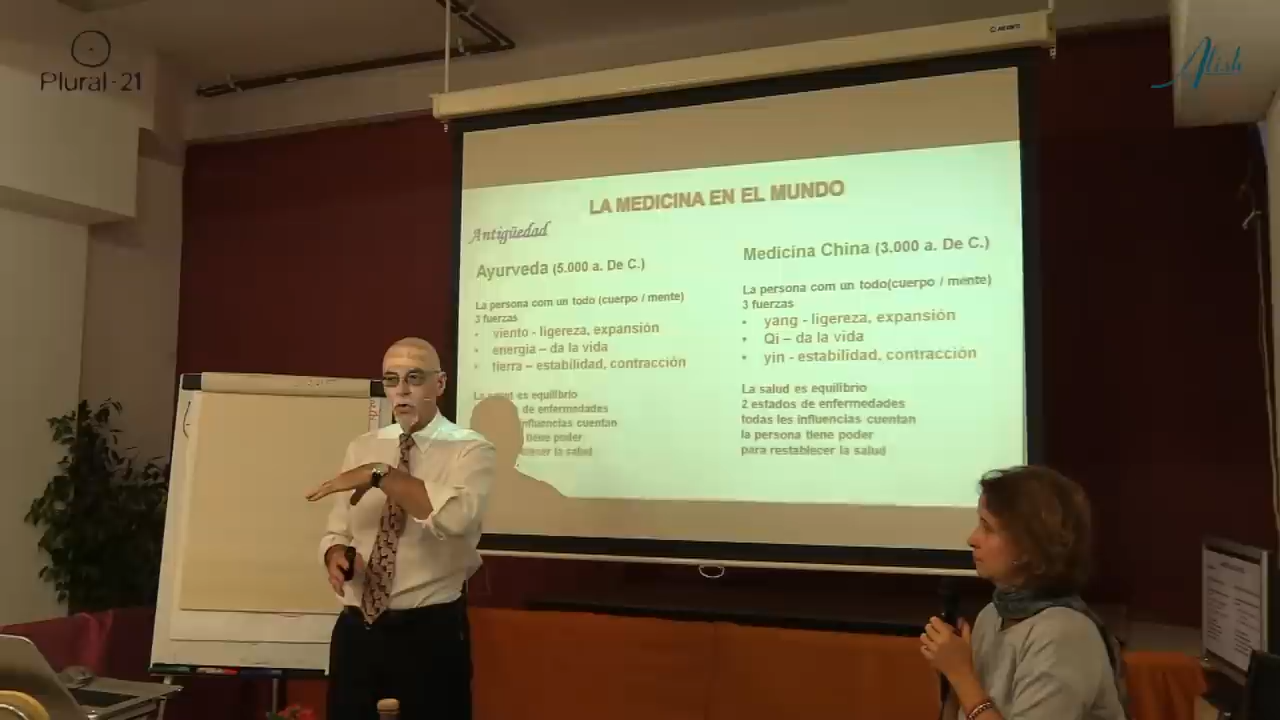 Plural-21
Alish
LA MEDICINA EN EL MUNDO
Antigüedad
Ayurveda (5.000 a. De C.)
La persona com un todo (cuerpo / mente)
3 fuerzas
• viento - ligereza, expansión
• energia – da la vida
• tierra – estabilidad, contracción
La salud es equilibrio
de enfermedades
influencias cuentan
tiene poder
la salud
Medicina China (3.000 a. De C.)
La persona com un todo(cuerpo / mente)
3 fuerzas
• yang - ligereza, expansión
• Qi – da la vida
• yin - estabilidad, contracción
La salud es equilibrio
2 estados de enfermedades
todas les influencias cuentan
la persona tiene poder
para restablecer la salud